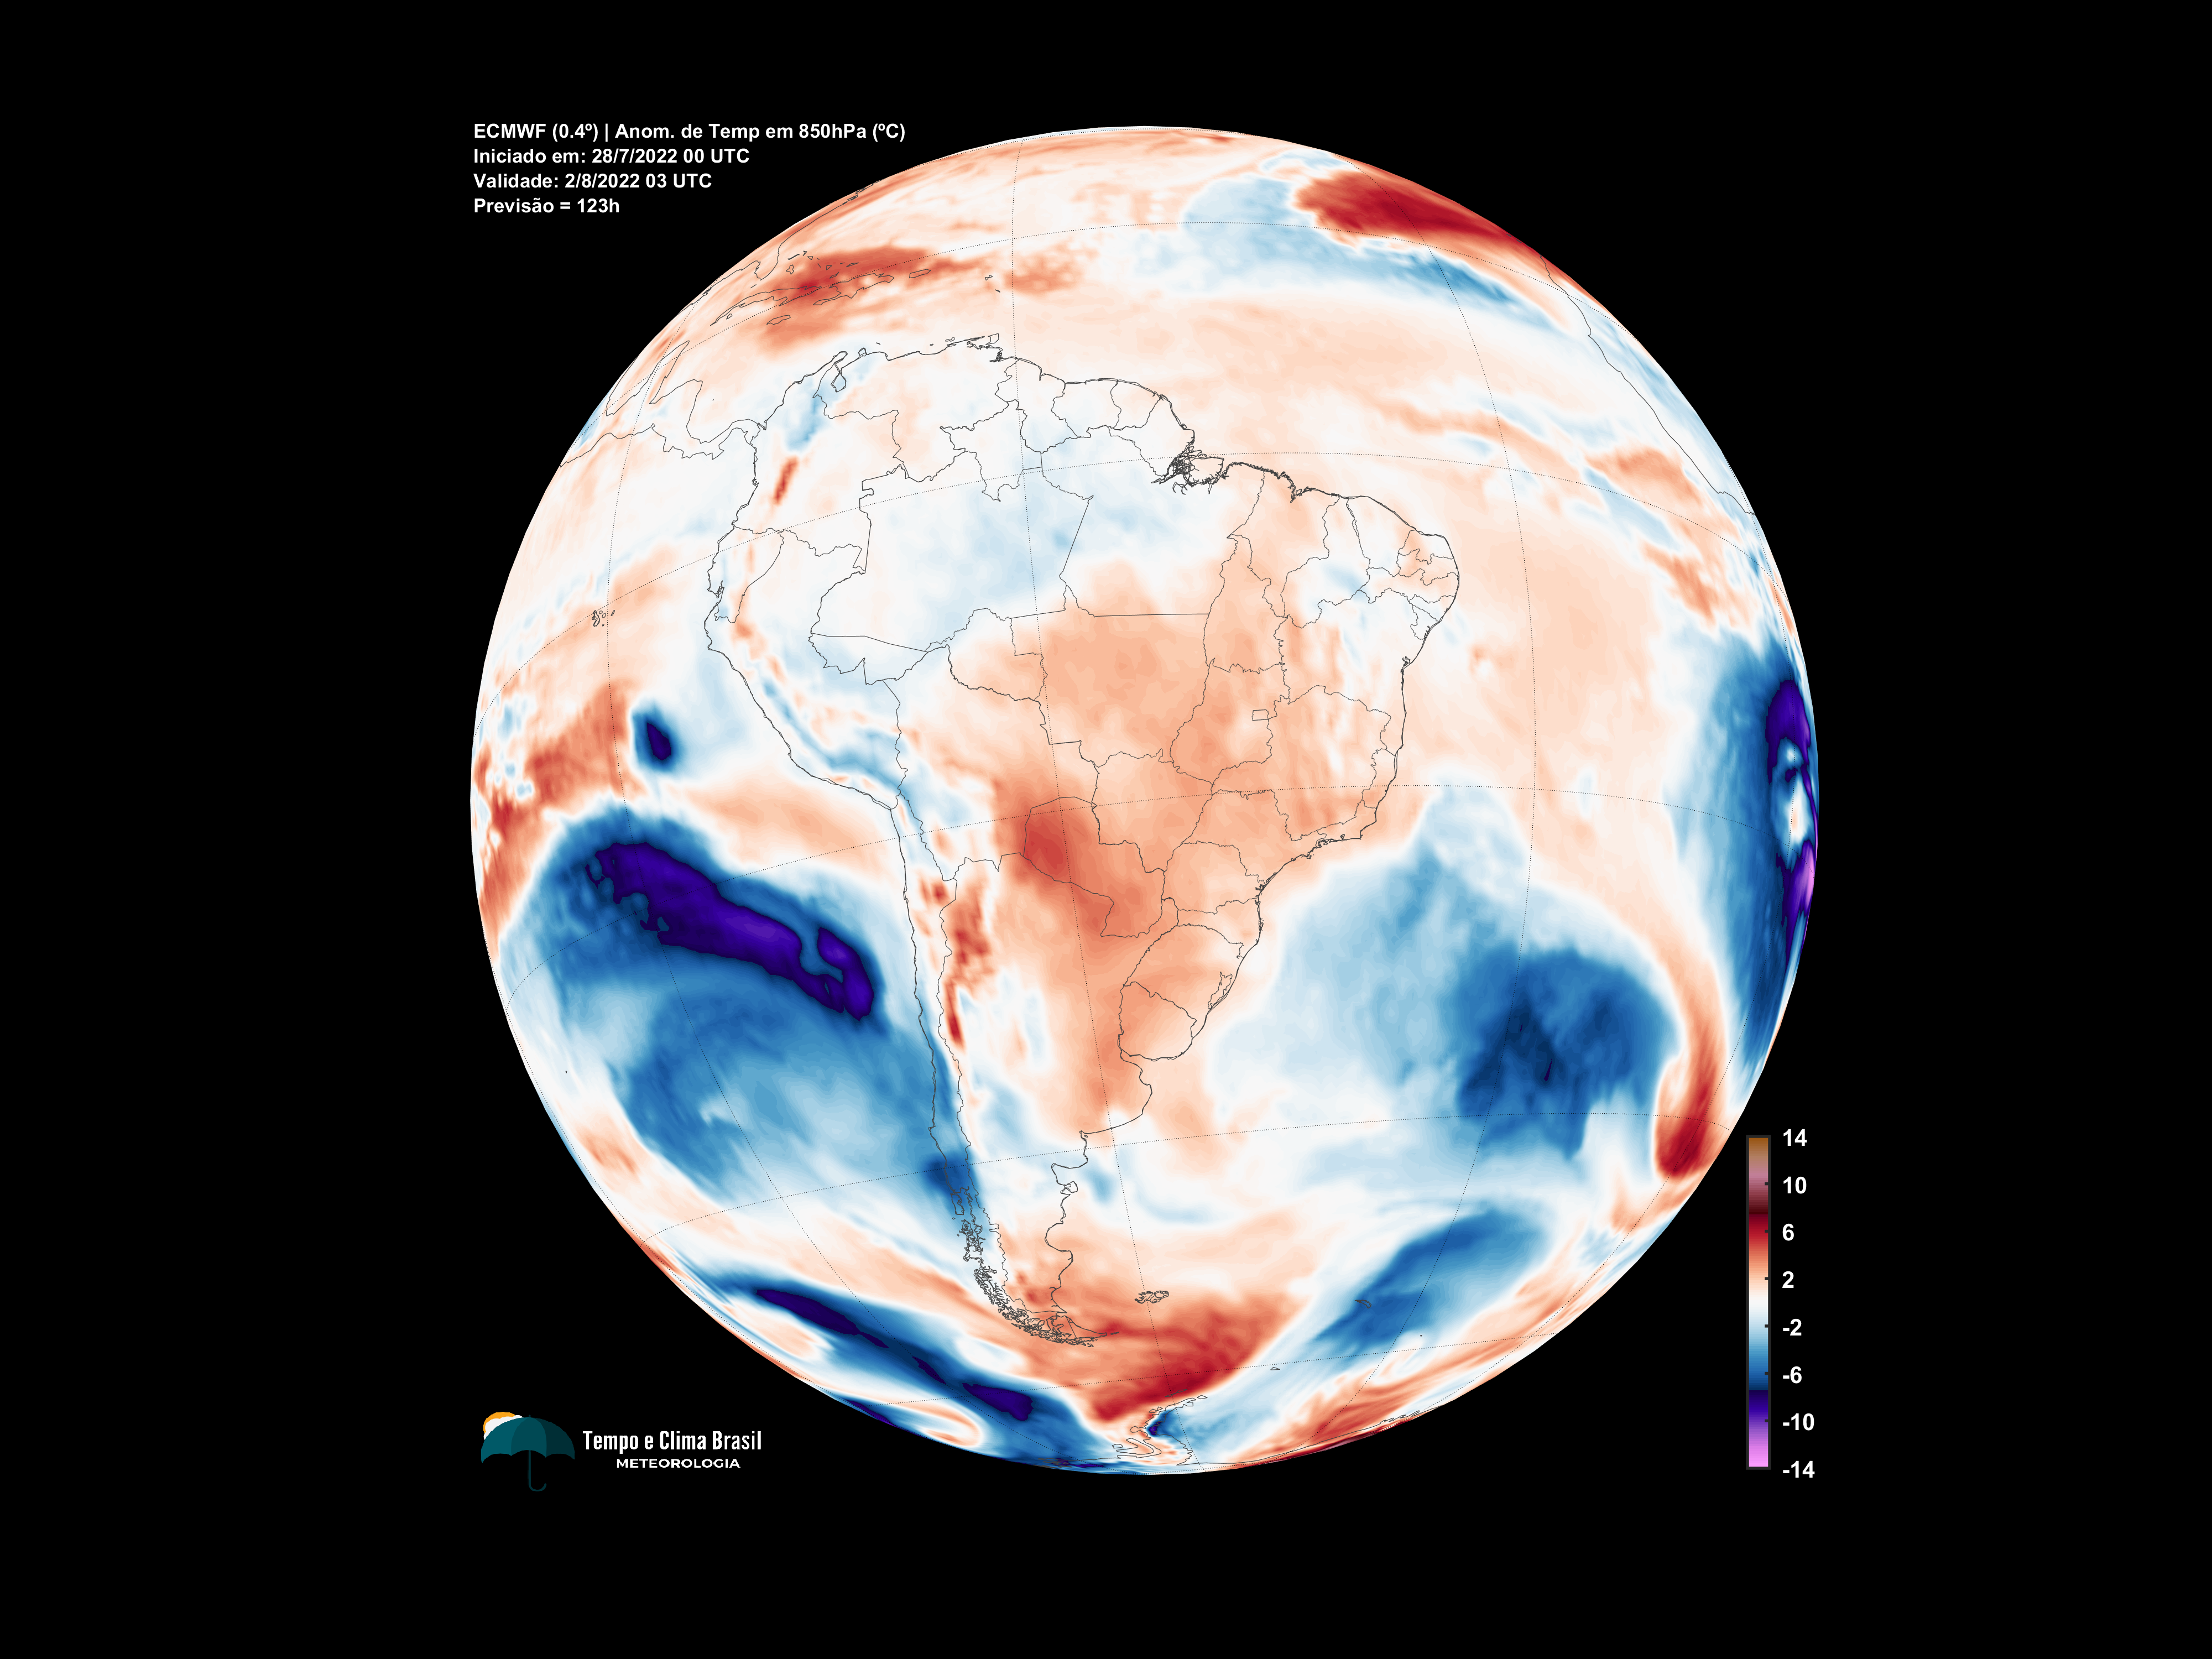 ECMWF (0.4º) | Anom. de Temp em 850hPa (ºC)
Iniciado em: 28/7/2022 00 UTC
Validade: 2/8/2022 03 UTC
Previsão = 123h
14
10
6
2
-2
-6
-10
-14
Tempo e Clima Brasil
METEOROLOGIA